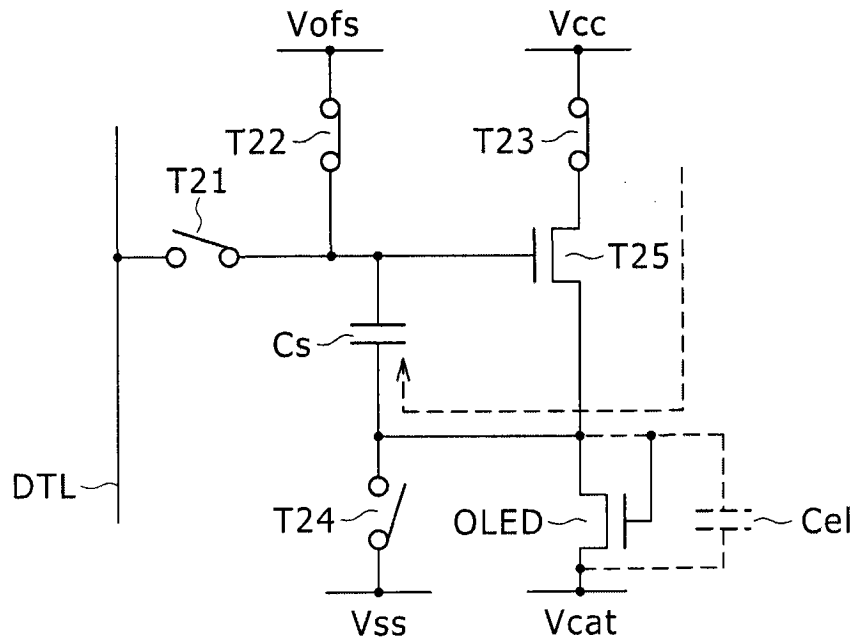 Vofs
Vcc
T22
T23
T21
T25
Cs
DTL
T24
OLED
Cel
Vss
Vcat